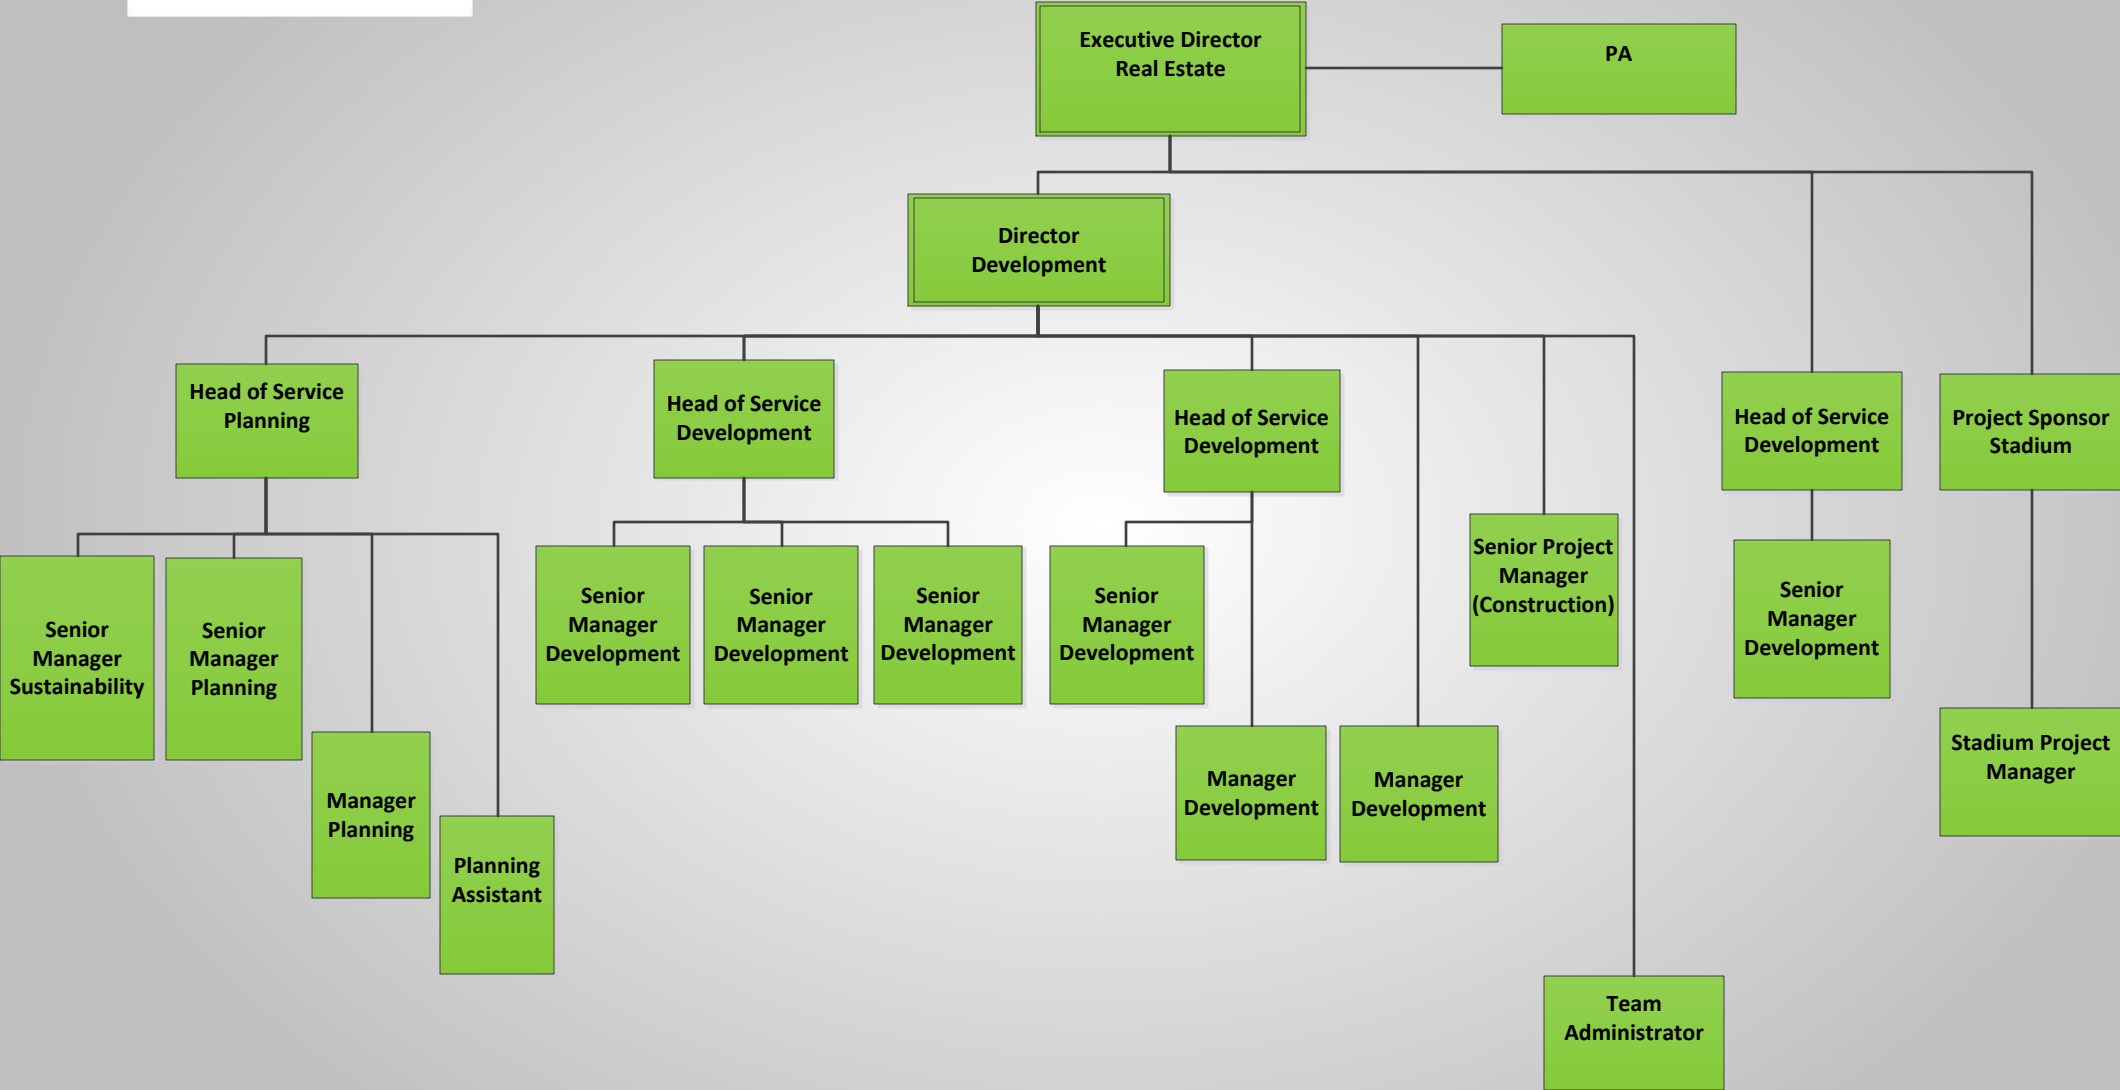 Executive Director
Real Estate
PA
Director
Development
Head of Service
Planning
Head of Service
Development
Head of Service
Development
Head of Service
Development
Project Sponsor
Stadium
Senior
Manager
Sustainability
Senior
Manager
Planning
Manager
Planning
Planning
Assistant
Senior
Manager
Development
Senior
Manager
Development
Senior
Manager
Development
Senior
Manager
Development
Manager
Development
Manager
Development
Senior Project
Manager
(Construction)
Senior
Manager
Development
Stadium Project
Manager
Team
Administrator